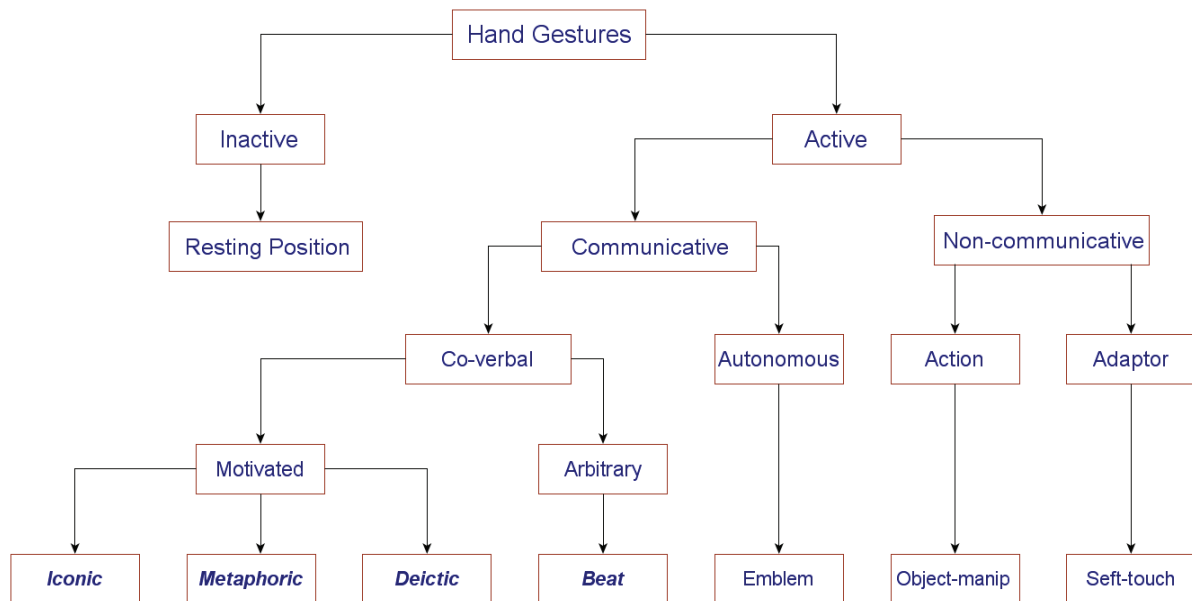 Hand Gestures
Inactive
Active
Resting Position
Communicative
Non-communicative
Co-verbal
Autonomous
Action
Adaptor
Motivated
Arbitrary
Iconic
Metaphoric
Deictic
Beat
Emblem
Object-manip
Seft-touch